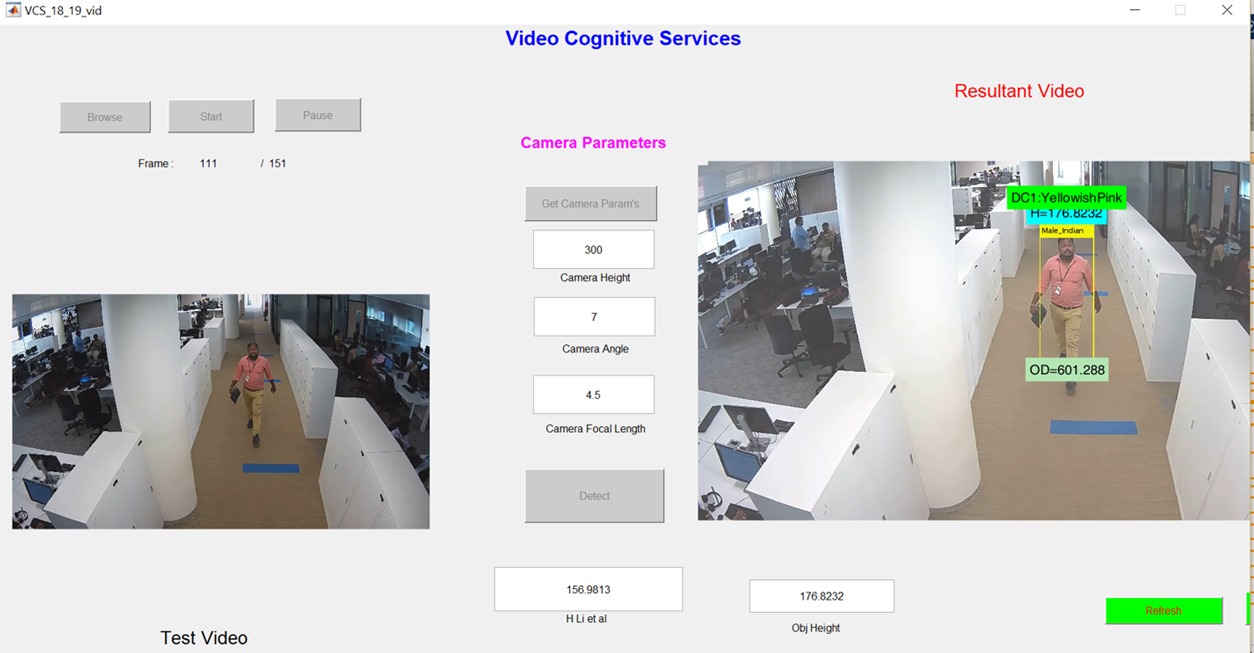 VCS_18_19_vid
Video Cognitive Services
Resultant Video
Browse
Start
Pause
Frame :
111
/ 151
Camera Parameters
Get Camera Param's
300
Camera Height
7
Camera Angle
4.5
Camera Focal Length
Detect
DC1:YellowishPink
H=176.8232
Male_Indian
OD=601.288
156.9813
H Li et al
176.8232
Obj Height
Refresh
Test Video